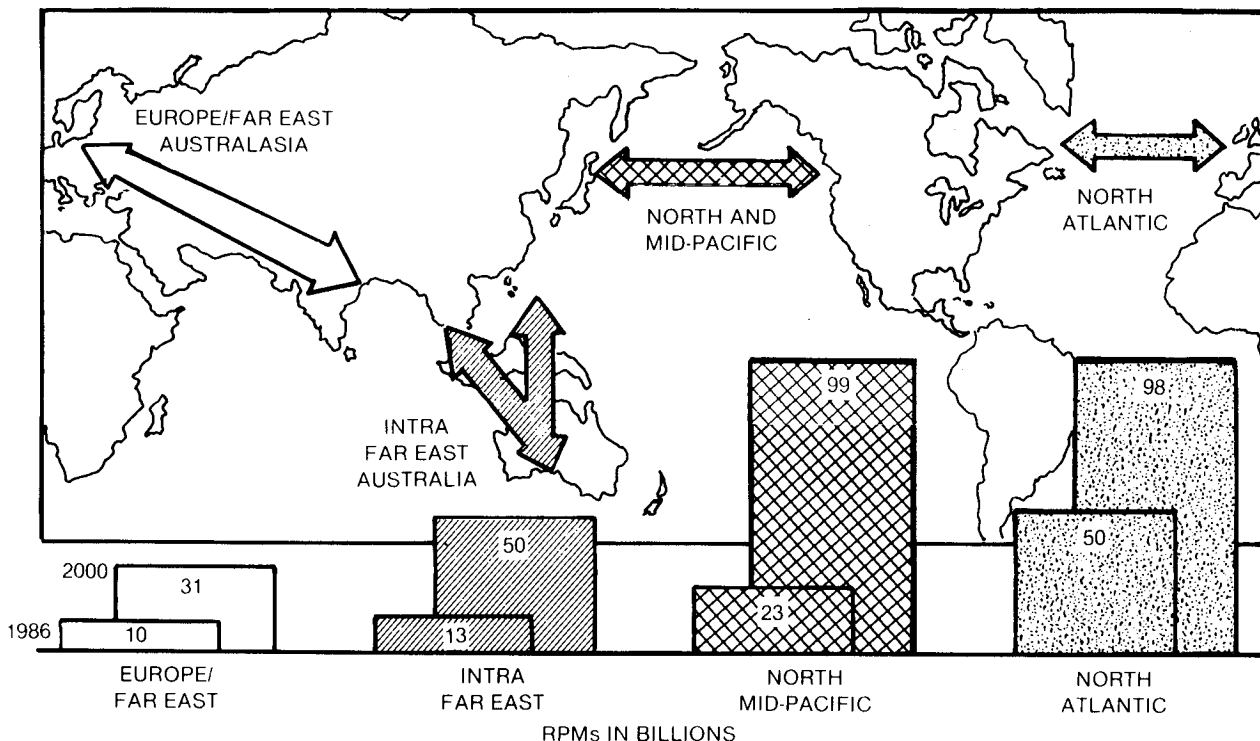 EUROPE/FAR EAST
AUSTRALASIA
NORTH AND
MID-PACIFIC
NORTH
ATLANTIC
INTRA
FAR EAST
AUSTRALIA
99
98
50
50
2000
31
23
1986
10
13
EUROPE/
FAR EAST
INTRA
FAR EAST
NORTH
MID-PACIFIC
NORTH
ATLANTIC
RPMs IN BILLIONS